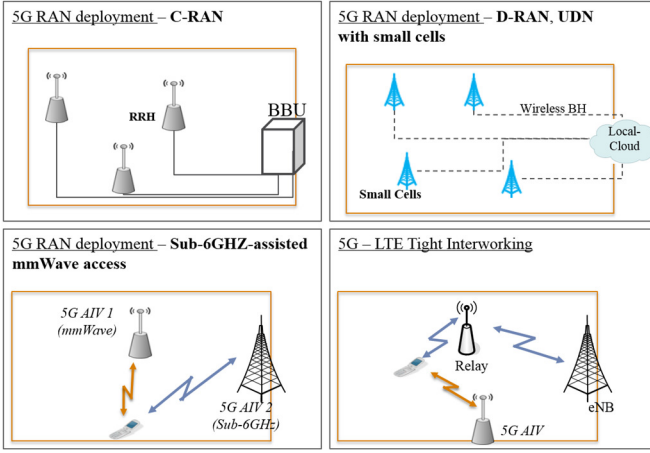 5G RAN deployment – C-RAN
RRH
BBU
5G RAN deployment – D-RAN, UDN
with small cells
Wireless BH
Local-
Cloud
Small Cells
5G RAN deployment – Sub-6GHZ-assisted
mmWave access
5G AIV 1
(mmWave)
5G AIV 2
(Sub-6GHz)
5G – LTE Tight Interworking
Relay
eNB
5G AIV